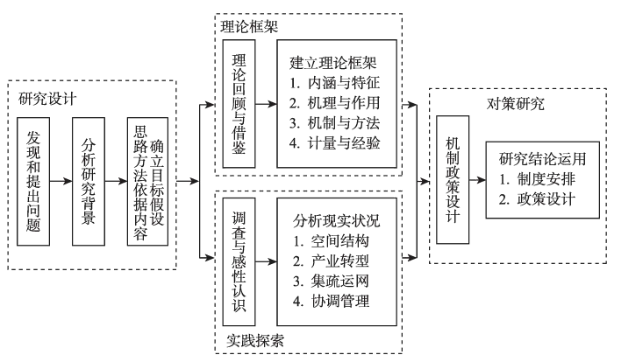 研究设计
发现和提出问题
分析研究背景
确立目标假设
思路方法依据内容
理论框架
理论回顾与借鉴
建立理论框架
1. 内涵与特征
2. 机理与作用
3. 机制与方法
4. 计量与经验
调查与感性认识
分析现实状况
1. 空间结构
2. 产业转型
3. 集疏运网
4. 协调管理
实践探索
对策研究
机制政策设计
研究结论运用
1. 制度安排
2. 政策设计